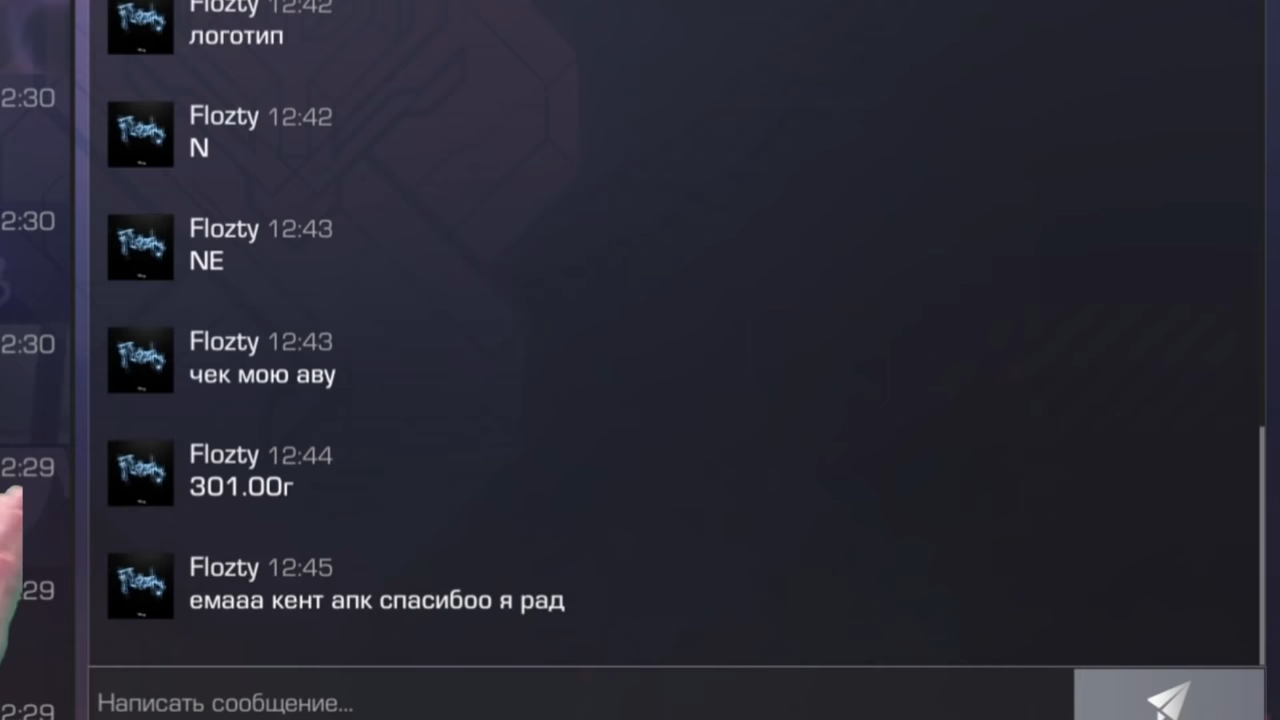 Flozty 12:42
логотип
2:30
Flozty 12:42
N
2:30
Flozty 12:43
NE
2:30
Flozty 12:43
чек мою аву
2:29
Flozty 12:44
301.00г
:29
Flozty 12:45
емааа кент апк спасибоо я рад
2:29
Написать сообщение...